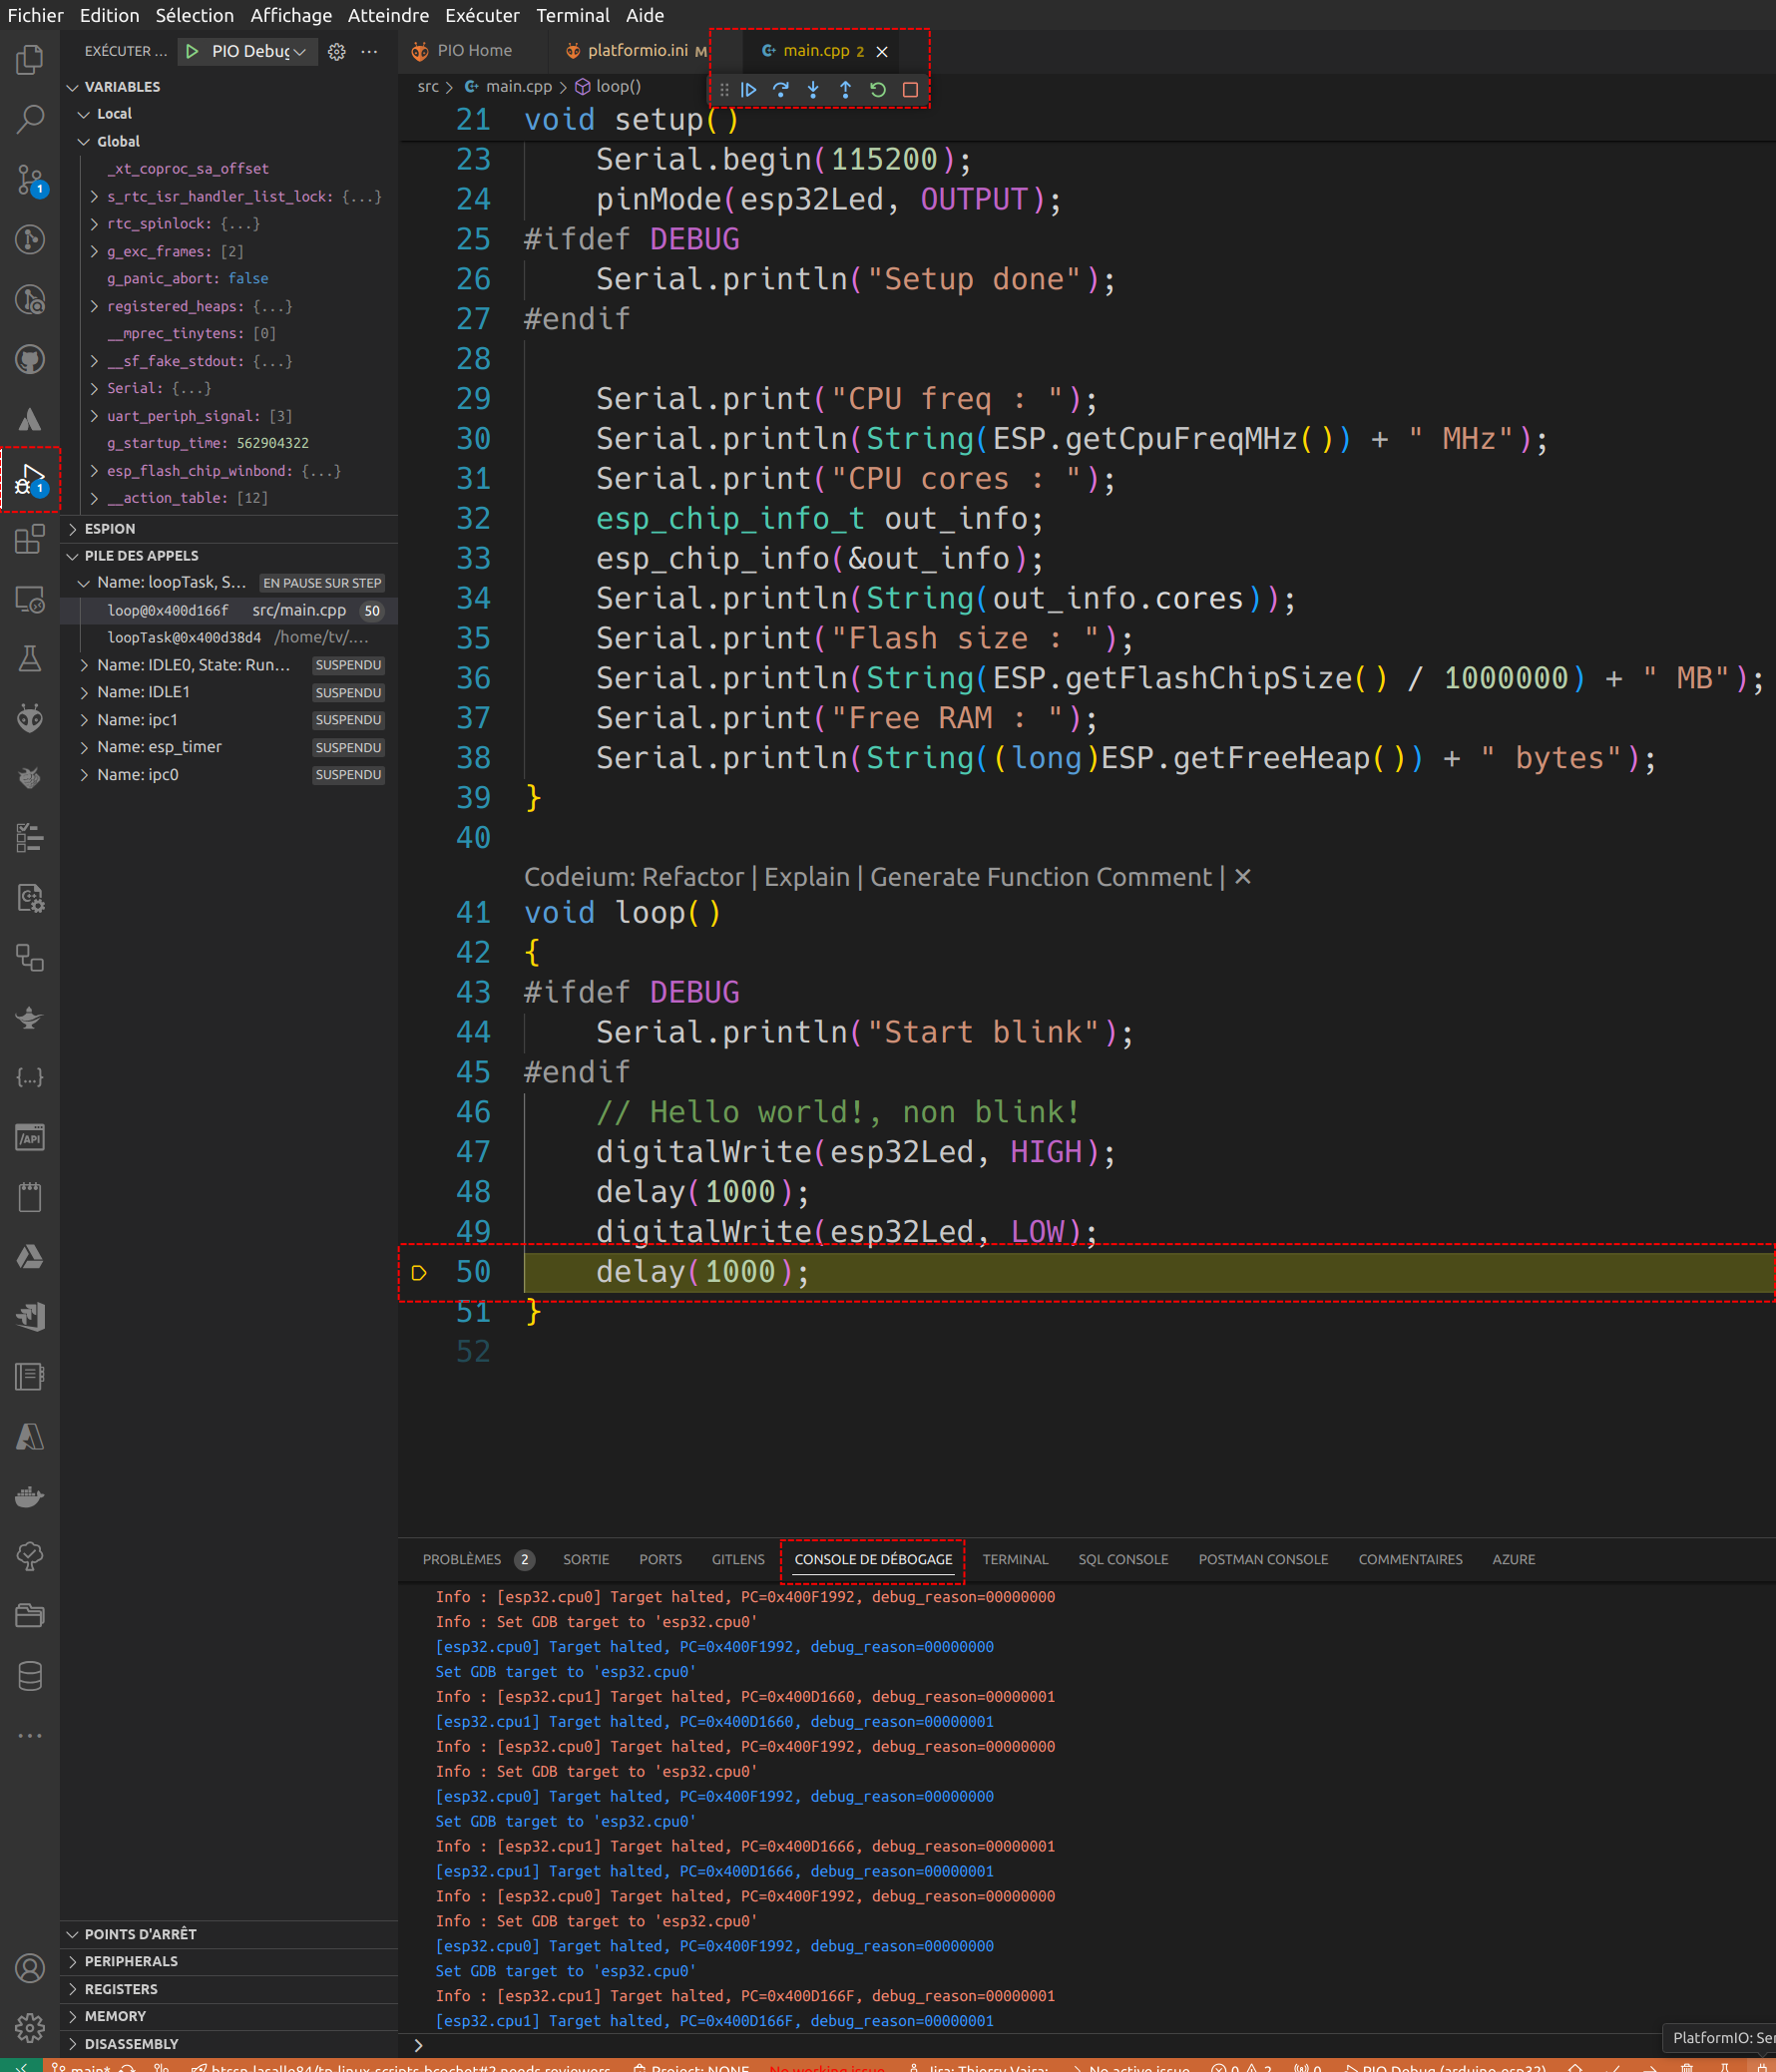 Fichier Edition Sélection Affichage Atteindre Exécuter Terminal Aide
EXÉCUTER ... PIO Debug
PIO Home platformio.ini M main.cpp 2
src > main.cpp > loop()
VARIABLES
Local
Global
_xt_coproc_sa_offset
s_rtc_isr_handler_list_lock: {...}
rtc_spinlock: {...}
g_exc_frames: [2]
g_panic_abort: false
registered_heaps: {...}
__mprec_tinytens: [0]
__sf_fake_stdout: {...}
Serial: {...}
uart_periph_signal: [3]
g_startup_time: 562904322
esp_flash_chip_winbond: {...}
__action_table: [12]
ESPION
PILE DES APPELS
Name: loopTask, S... EN PAUSE SUR STEP
loop@0x400d166f src/main.cpp 50
loopTask@0x400d38d4 /home/tv/....
Name: IDLE0, State: Run... SUSPENDU
Name: IDLE1 SUSPENDU
Name: ipc1 SUSPENDU
Name: esp_timer SUSPENDU
Name: ipc0 SUSPENDU
POINTS D'ARRÊT
PERIPHERALS
REGISTERS
MEMORY
DISASSEMBLY
1
1
/API
21 void setup()
23 Serial.begin(115200);
24 pinMode(esp32Led, OUTPUT);
25 #ifdef DEBUG
26 Serial.println("Setup done");
27 #endif
28
29 Serial.print("CPU freq : ");
30 Serial.println(String(ESP.getCpuFreqMHz()) + " MHz");
31 Serial.print("CPU cores : ");
32 esp_chip_info_t out_info;
33 esp_chip_info(&out_info);
34 Serial.println(String(out_info.cores));
35 Serial.print("Flash size : ");
36 Serial.println(String(ESP.getFlashChipSize() / 1000000) + " MB");
37 Serial.print("Free RAM : ");
38 Serial.println(String((long)ESP.getFreeHeap()) + " bytes");
39 }
40
Codeium: Refactor | Explain | Generate Function Comment | ✕
41 void loop()
42 {
43 #ifdef DEBUG
44 Serial.println("Start blink");
45 #endif
46 // Hello world!, non blink!
47 digitalWrite(esp32Led, HIGH);
48 delay(1000);
49 digitalWrite(esp32Led, LOW);
50 delay(1000);
51 }
52
PROBLÈMES 2 SORTIE PORTS GITLENS CONSOLE DE DÉBOGAGE TERMINAL SQL CONSOLE POSTMAN CONSOLE COMMENTAIRES AZURE
Info : [esp32.cpu0] Target halted, PC=0x400F1992, debug_reason=00000000
Info : Set GDB target to 'esp32.cpu0'
[esp32.cpu0] Target halted, PC=0x400F1992, debug_reason=00000000
Set GDB target to 'esp32.cpu0'
Info : [esp32.cpu1] Target halted, PC=0x400D1660, debug_reason=00000001
[esp32.cpu1] Target halted, PC=0x400D1660, debug_reason=00000001
Info : [esp32.cpu0] Target halted, PC=0x400F1992, debug_reason=00000000
Info : Set GDB target to 'esp32.cpu0'
[esp32.cpu0] Target halted, PC=0x400F1992, debug_reason=00000000
Set GDB target to 'esp32.cpu0'
Info : [esp32.cpu1] Target halted, PC=0x400D1666, debug_reason=00000001
[esp32.cpu1] Target halted, PC=0x400D1666, debug_reason=00000001
Info : [esp32.cpu0] Target halted, PC=0x400F1992, debug_reason=00000000
Info : Set GDB target to 'esp32.cpu0'
[esp32.cpu0] Target halted, PC=0x400F1992, debug_reason=00000000
Set GDB target to 'esp32.cpu0'
Info : [esp32.cpu1] Target halted, PC=0x400D166F, debug_reason=00000001
[esp32.cpu1] Target halted, PC=0x400D166F, debug_reason=00000001
PlatformIO: Ser
main* btssn-lasalle84/tp-linux-scripts-bcochet#2 needs reviewers Project: NONE No working issue Jira: Thierry Vaira: No active issue 0 2 0 PIO Debug (arduino-esp32)